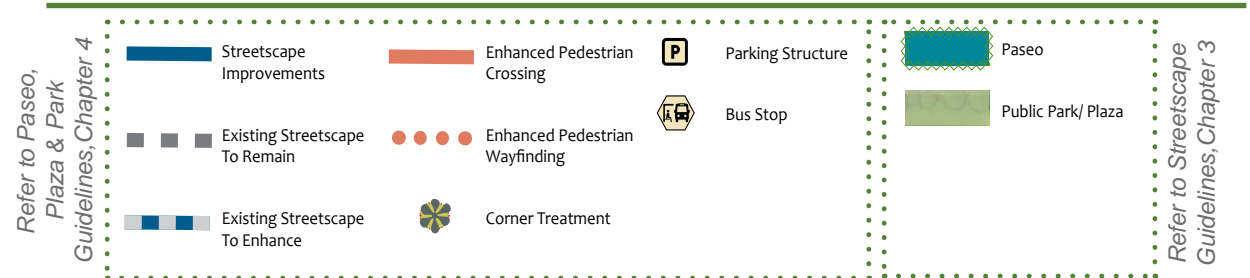 Refer to Paseo,
Plaza & Park
Guidelines, Chapter 4
Streetscape
Improvements
Existing Streetscape
To Remain
Existing Streetscape
To Enhance
Enhanced Pedestrian
Crossing
Enhanced Pedestrian
Wayfinding
Corner Treatment
P
Parking Structure
Bus Stop
Paseo
Public Park/ Plaza
Refer to Streetscape
Guidelines, Chapter 3